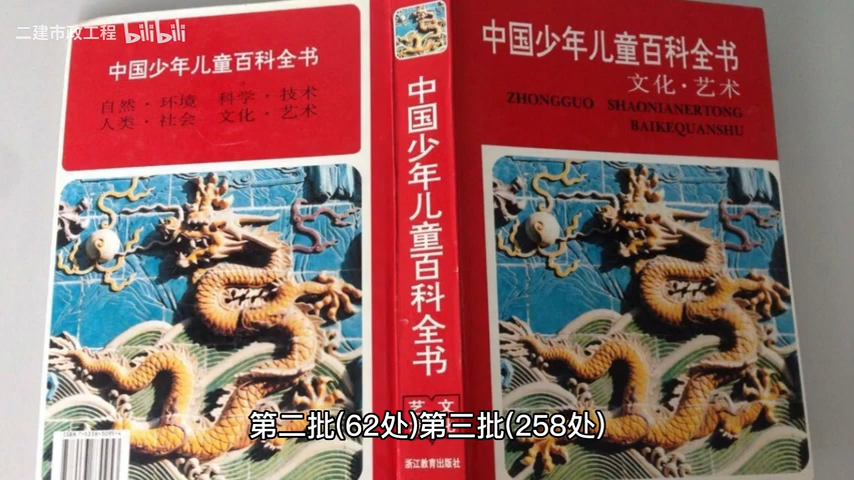 二建市政工程 bilibili
中国少年儿童百科全书
自然·环境 科学·技术
人类·社会 文化·艺术
中国少年儿童百科全书
浙江教育出版社
中国少年儿童百科全书
文化·艺术
ZHONGGUO SHAONIANERTONG
BAIKEQUANSHU
第二批(62处)第三批(258处)